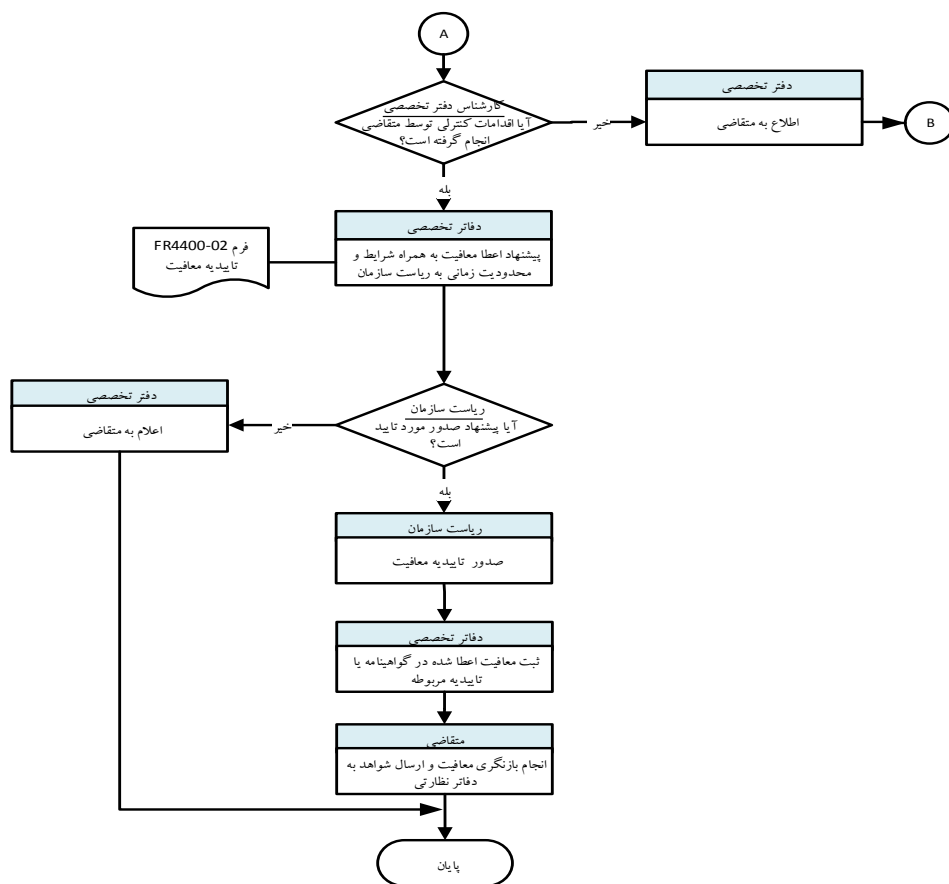 A
کارشناس دفتر تخصصی
آیا اقدامات کنترلی توسط متقاضی
انجام گرفته است؟
خیر
دفتر تخصصی
اطلاع به متقاضی
B
بله
دفاتر تخصصی
پیشنهاد اعطا معافیت به همراه شرایط و
محدودیت زمانی به ریاست سازمان
فرم FR4400-02
تاییدیه معافیت
ریاست سازمان
آیا پیشنهاد صدور مورد تایید
است؟
خیر
دفتر تخصصی
اعلام به متقاضی
بله
ریاست سازمان
صدور تاییدیه معافیت
دفاتر تخصصی
ثبت معافیت اعطا شده در گواهینامه یا
تاییدیه مربوطه
متقاضی
انجام بازنگری معافیت و ارسال شواهد به
دفاتر نظارتی
پایان